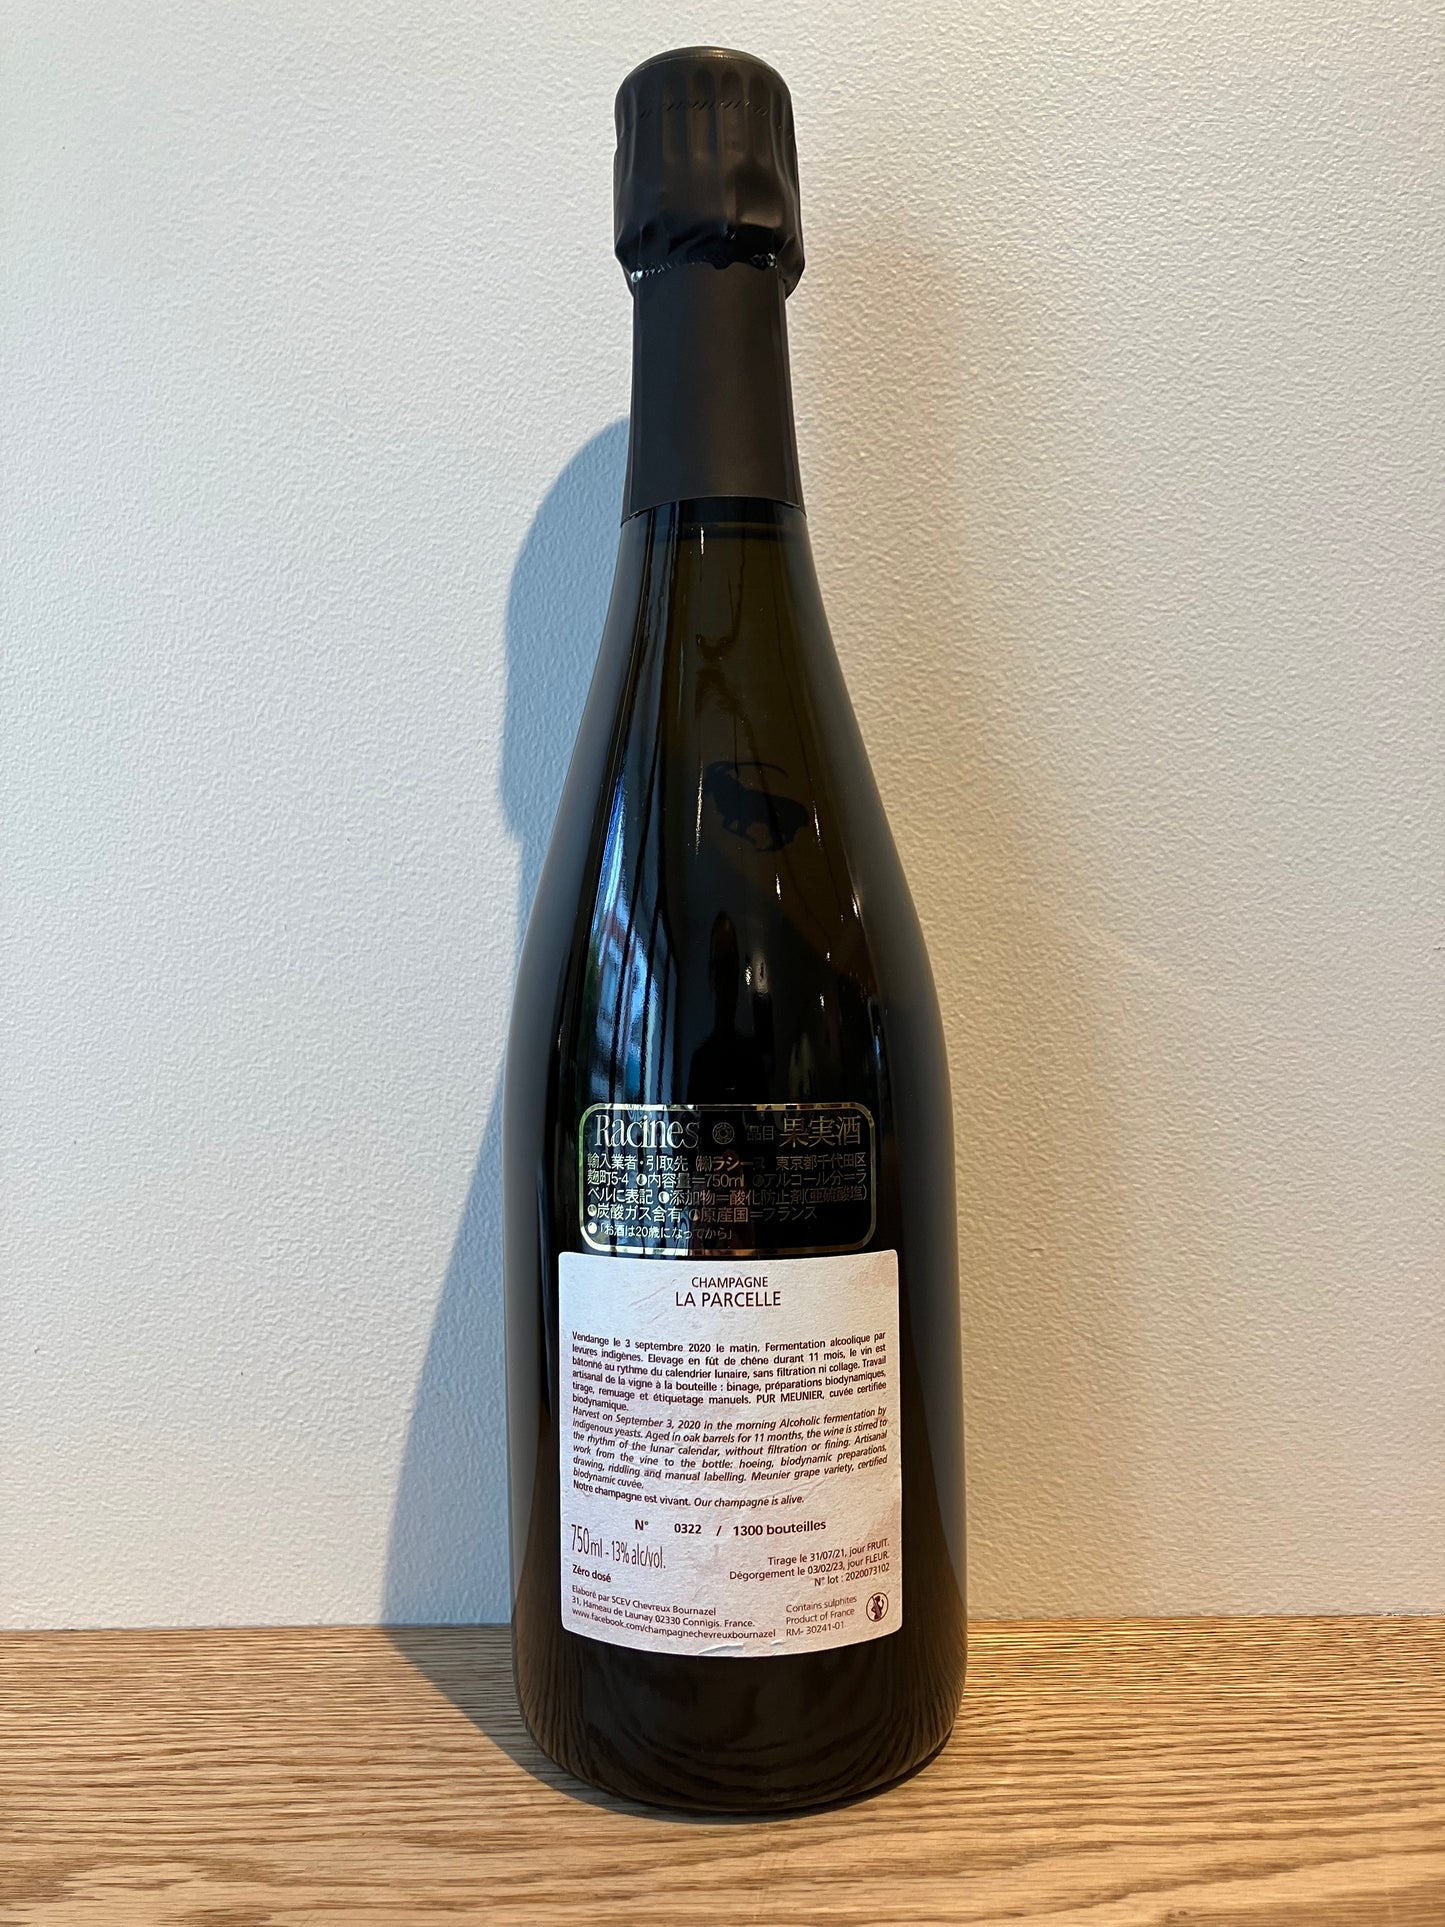 Racines 品目 果実酒
輸入業者・引取先 (株)ラシーヌ 東京都千代田区
麹町5-4 ●内容量=750ml ●アルコール分=ラ
ベルに表記 ●添加物=酸化防止剤(亜硫酸塩)
●炭酸ガス含有 ●原産国=フランス
●「お酒は20歳になってから」
CHAMPAGNE
LA PARCELLE
Vendange le 3 septembre 2020 le matin. Fermentation alcoolique par
levures indigènes. Elevage en fût de chêne durant 11 mois, le vin est
bâtonné au rythme du calendrier lunaire, sans filtration ni collage. Travail
artisanal de la vigne à la bouteille : binage, préparations biodynamiques,
tirage, remuage et étiquetage manuels. PUR MEUNIER, cuvée certifiée
biodynamique.
Harvest on September 3, 2020 in the morning Alcoholic fermentation by
indigenous yeasts. Aged in oak barrels for 11 months, the wine is stirred to
the rhythm of the lunar calendar, without filtration or fining. Artisanal
work from the vine to the bottle: hoeing, biodynamic preparations,
drawing, riddling and manual labelling. Meunier grape variety, certified
biodynamic cuvée.
Notre champagne est vivant. Our champagne is alive.
N° 0322 / 1300 bouteilles
750ml - 13% alc/vol.
Zéro dosé
Tirage le 31/07/21, jour FRUIT.
Dégorgement le 03/02/23, jour FLEUR.
N° lot : 2020073102
Elaboré par SCEV Chevreux Bournazel
31, Hameau de Launay 02330 Connigis. France.
www.facebook.com/champagnechevreuxbournazel
Contains sulphites
Product of France
RM- 30241-01